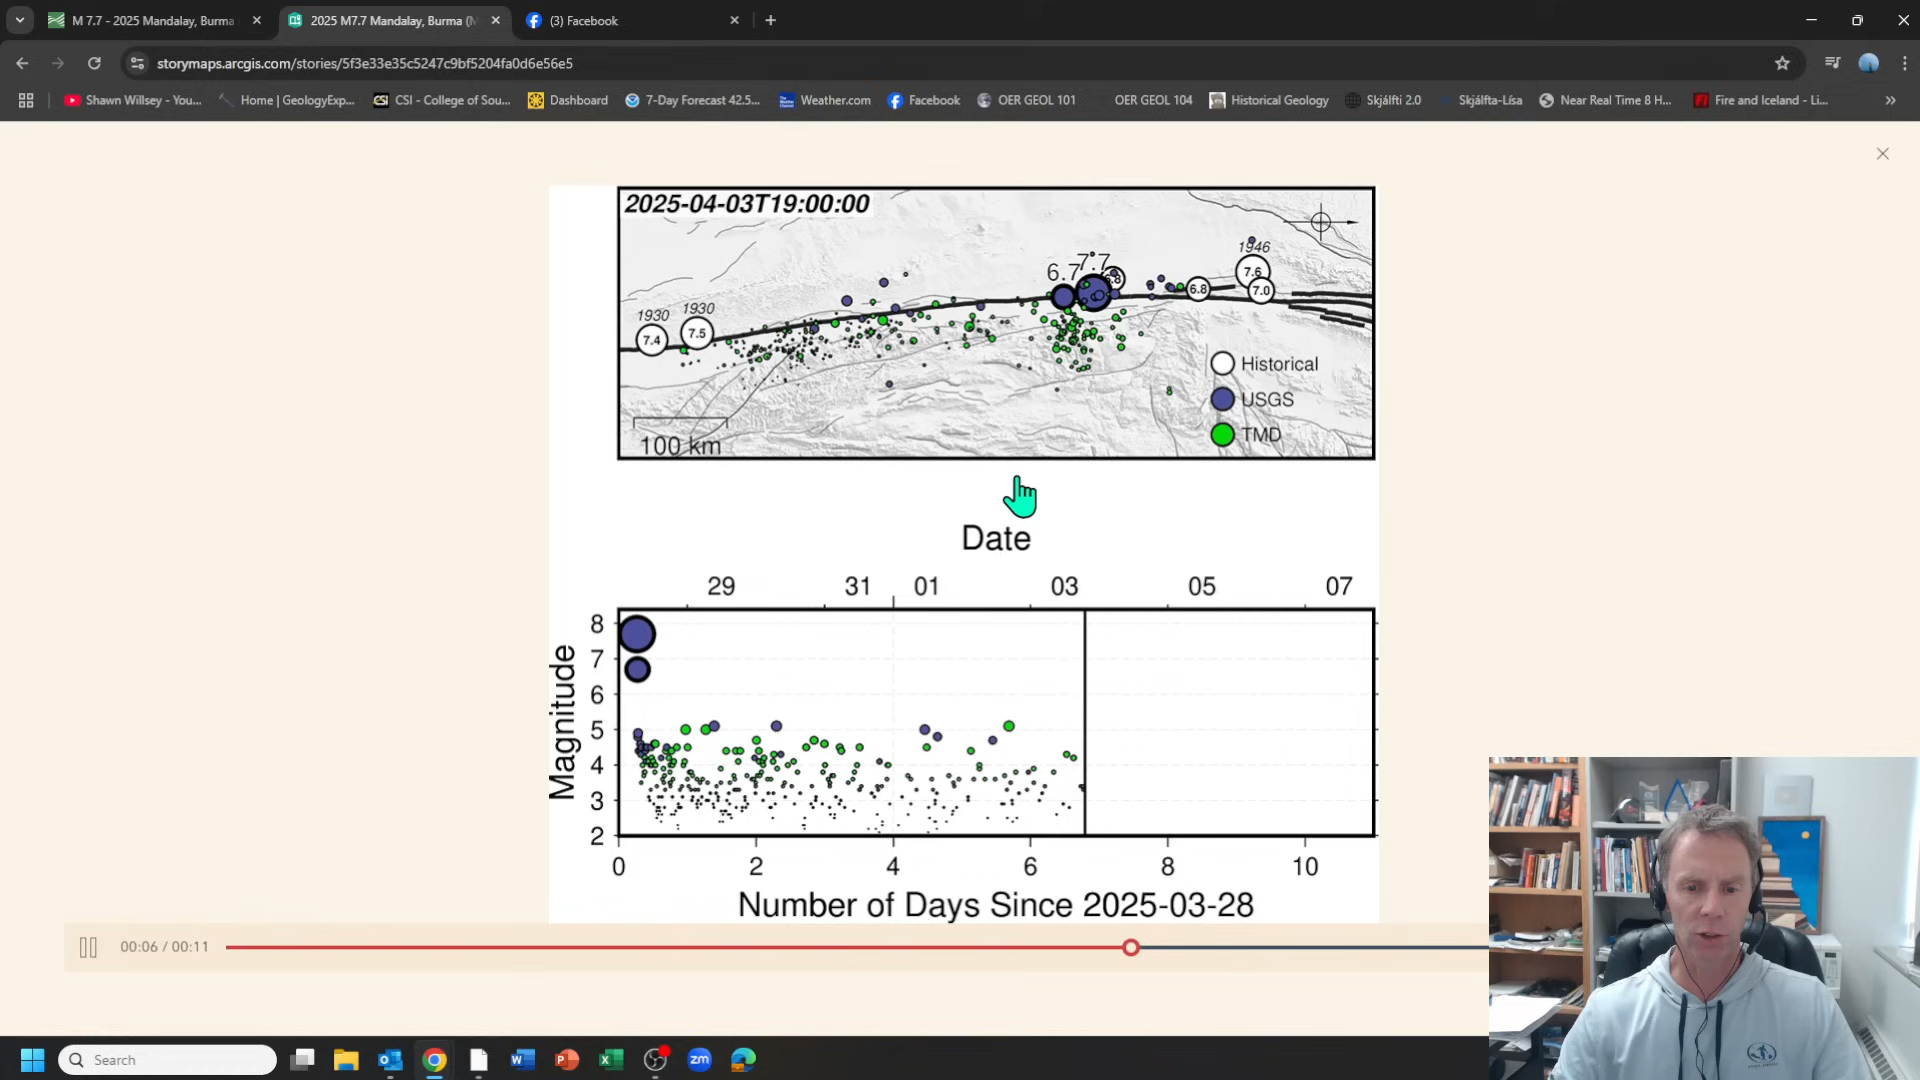 M 7.7 - 2025 Mandalay, Burma
2025 M7.7 Mandalay, Burma (M
(3) Facebook
storymaps.arcgis.com/stories/5f3e33e35c5247c9bf5204fa0d6e56e5
Shawn Willsey - You...
Home | GeologyExp...
CSI - College of Sou...
Dashboard
7-Day Forecast 42.5...
Weather.com
Facebook
OER GEOL 101
OER GEOL 104
Historical Geology
Skjálfti 2.0
Skjálfta-Lísa
Near Real Time 8 H...
Fire and Iceland - Li...
2025-04-03T19:00:00
1946
7.7
6.7
7.6
6.8
7.0
1930
1930
7.5
7.4
Historical
USGS
TMD
100 km
Date
29 31 01 03 05 07
Magnitude
8
7
6
5
4
3
2
0 2 4 6 8 10
Number of Days Since 2025-03-28
00:06 / 00:11
Search